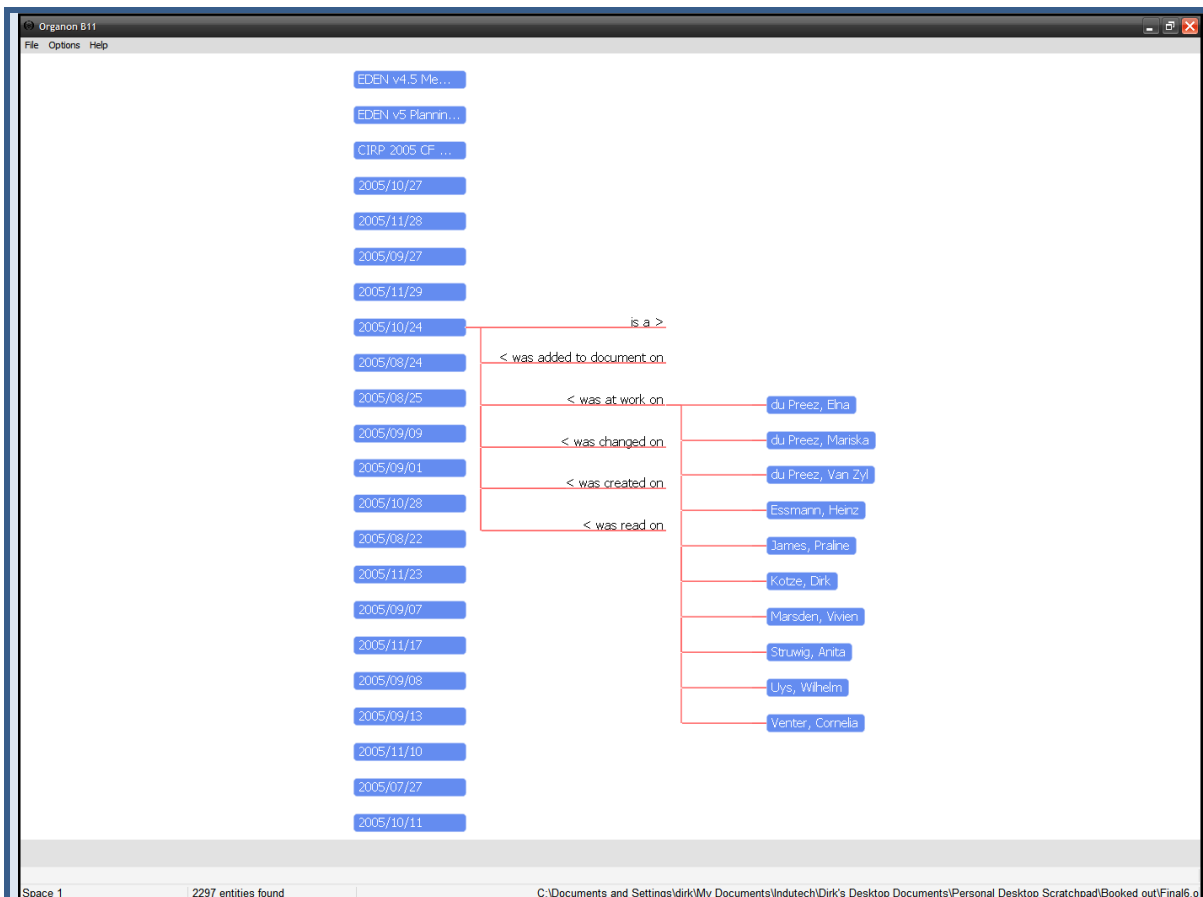 Organon B11
File Options Help
EDEN v4.5 Me...
EDEN v5 Plannin...
CIRP 2005 CF ...
2005/10/27
2005/11/28
2005/09/27
2005/11/29
2005/10/24
2005/08/24
2005/08/25
2005/09/09
2005/09/01
2005/10/28
2005/08/22
2005/11/23
2005/09/07
2005/11/17
2005/09/08
2005/09/13
2005/11/10
2005/07/27
2005/10/11
is a >
< was added to document on
< was at work on
< was changed on
< was created on
< was read on
du Preez, Elna
du Preez, Mariska
du Preez, Van Zyl
Essmann, Heinz
James, Praline
Kotze, Dirk
Marsden, Vivien
Struwig, Anita
Uys, Wilhelm
Venter, Cornelia
Space 1 2297 entities found C:\Documents and Settings\dirk\My Documents\Indutech\Dirk's Desktop Documents\Personal Desktop Scratchpad\Booked out\Final6.o